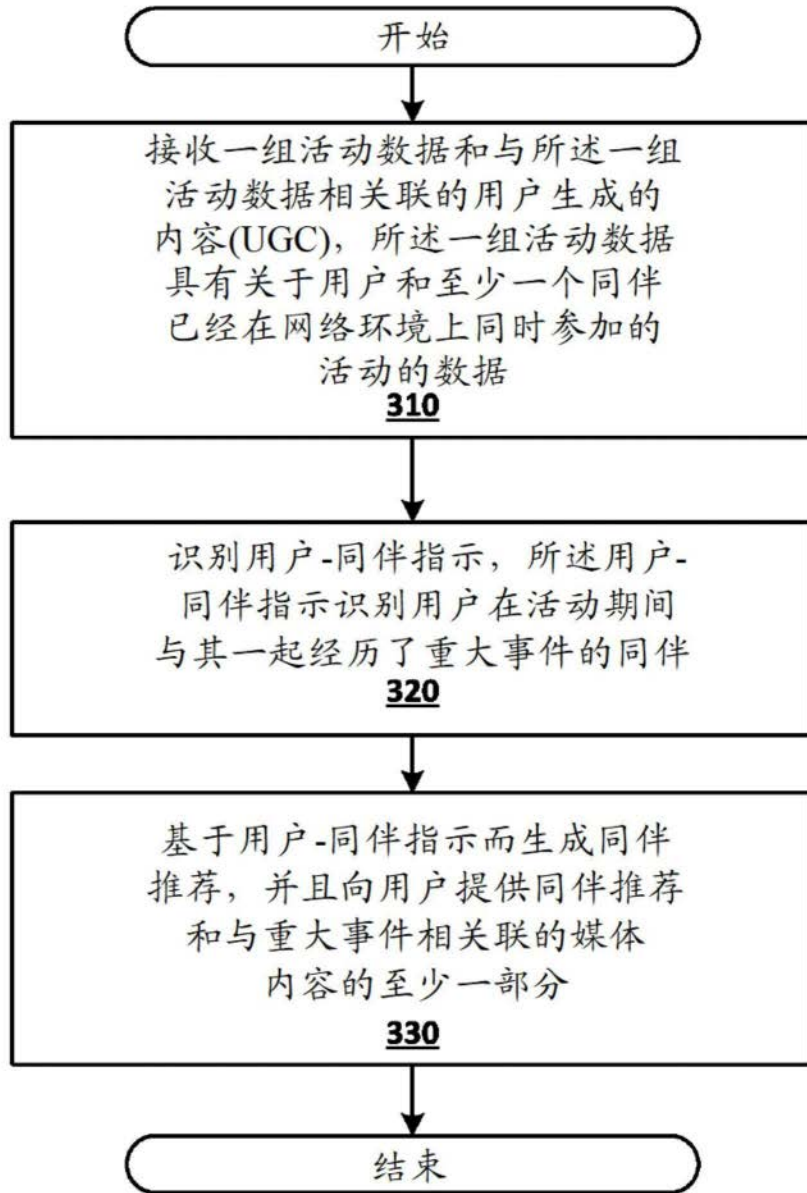 开始
接收一组活动数据和与所述一组
活动数据相关联的用户生成的
内容(UGC)，所述一组活动数据
具有关于用户和至少一个同伴
已经在网络环境上同时参加的
活动的数据
310
识别用户-同伴指示，所述用户-
同伴指示识别用户在活动期间
与其一起经历了重大事件的同伴
320
基于用户-同伴指示而生成同伴
推荐，并且向用户提供同伴推荐
和与重大事件相关联的媒体
内容的至少一部分
330
结束